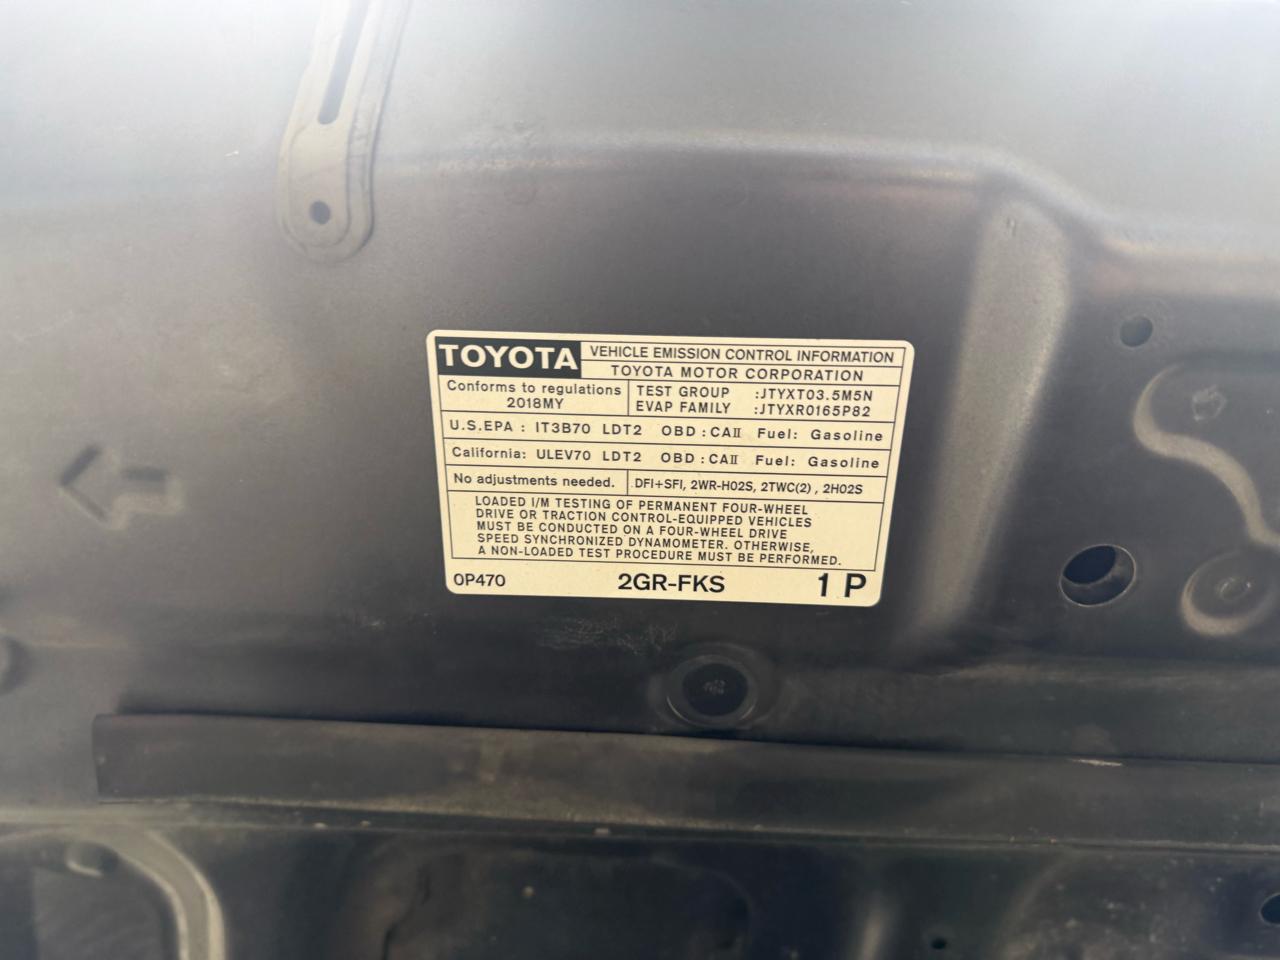 TOYOTA
VEHICLE EMISSION CONTROL INFORMATION
TOYOTA MOTOR CORPORATION
Conforms to regulations
2018MY
TEST GROUP :JTYXT03.5M5N
EVAP FAMILY :JTYXR0165P82
U.S.EPA : IT3B70 LDT2 OBD : CAII Fuel: Gasoline
California: ULEV70 LDT2 OBD : CAII Fuel: Gasoline
No adjustments needed.
DFI+SFI, 2WR-HO2S, 2TWC(2) , 2HO2S
LOADED I/M TESTING OF PERMANENT FOUR-WHEEL
DRIVE OR TRACTION CONTROL-EQUIPPED VEHICLES
MUST BE CONDUCTED ON A FOUR-WHEEL DRIVE
SPEED SYNCHRONIZED DYNAMOMETER. OTHERWISE,
A NON-LOADED TEST PROCEDURE MUST BE PERFORMED.
0P470 2GR-FKS 1 P